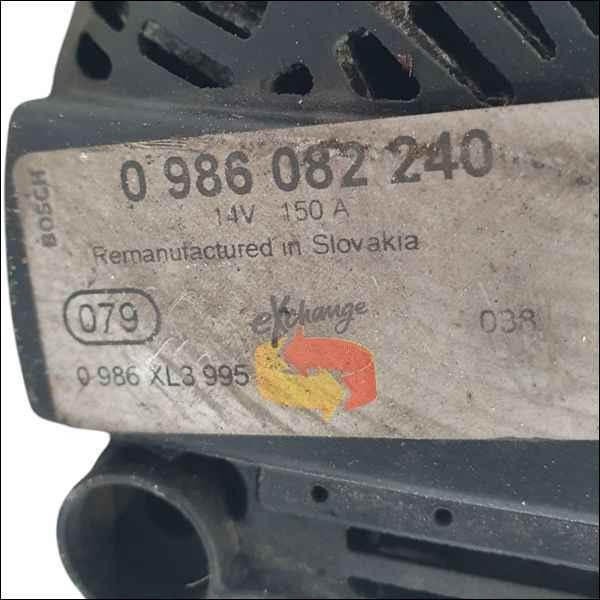 BOSCH
0 986 082 240
14V 150 A
Remanufactured in Slovakia
079
eXchange
038
0 986 XL3 995